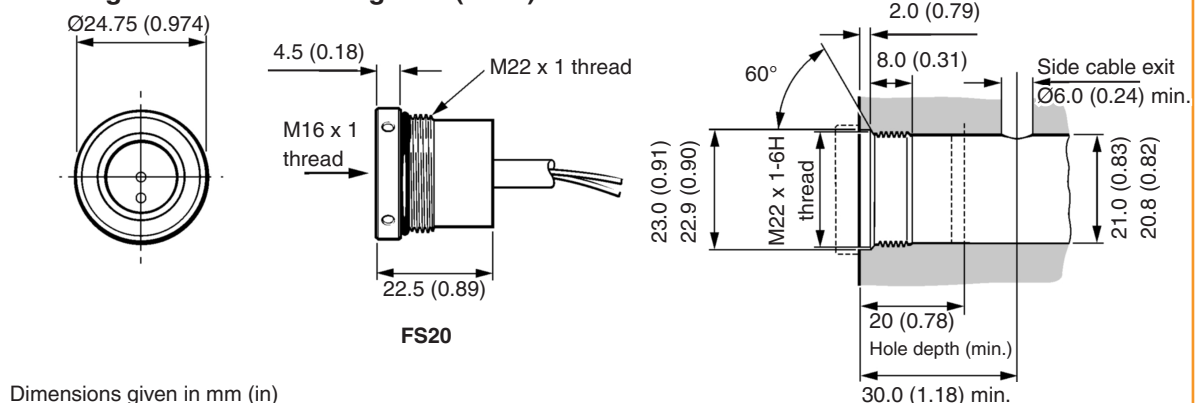 Ø24.75 (0.974)
4.5 (0.18)
M22 x 1 thread
M16 x 1
thread
22.5 (0.89)
FS20
2.0 (0.79)
8.0 (0.31)
60°
Side cable exit
Ø6.0 (0.24) min.
23.0 (0.91)
22.9 (0.90)
M22 x 1-6H
thread
21.0 (0.83)
20.8 (0.82)
20 (0.78)
Hole depth (min.)
30.0 (1.18) min.
Dimensions given in mm (in)